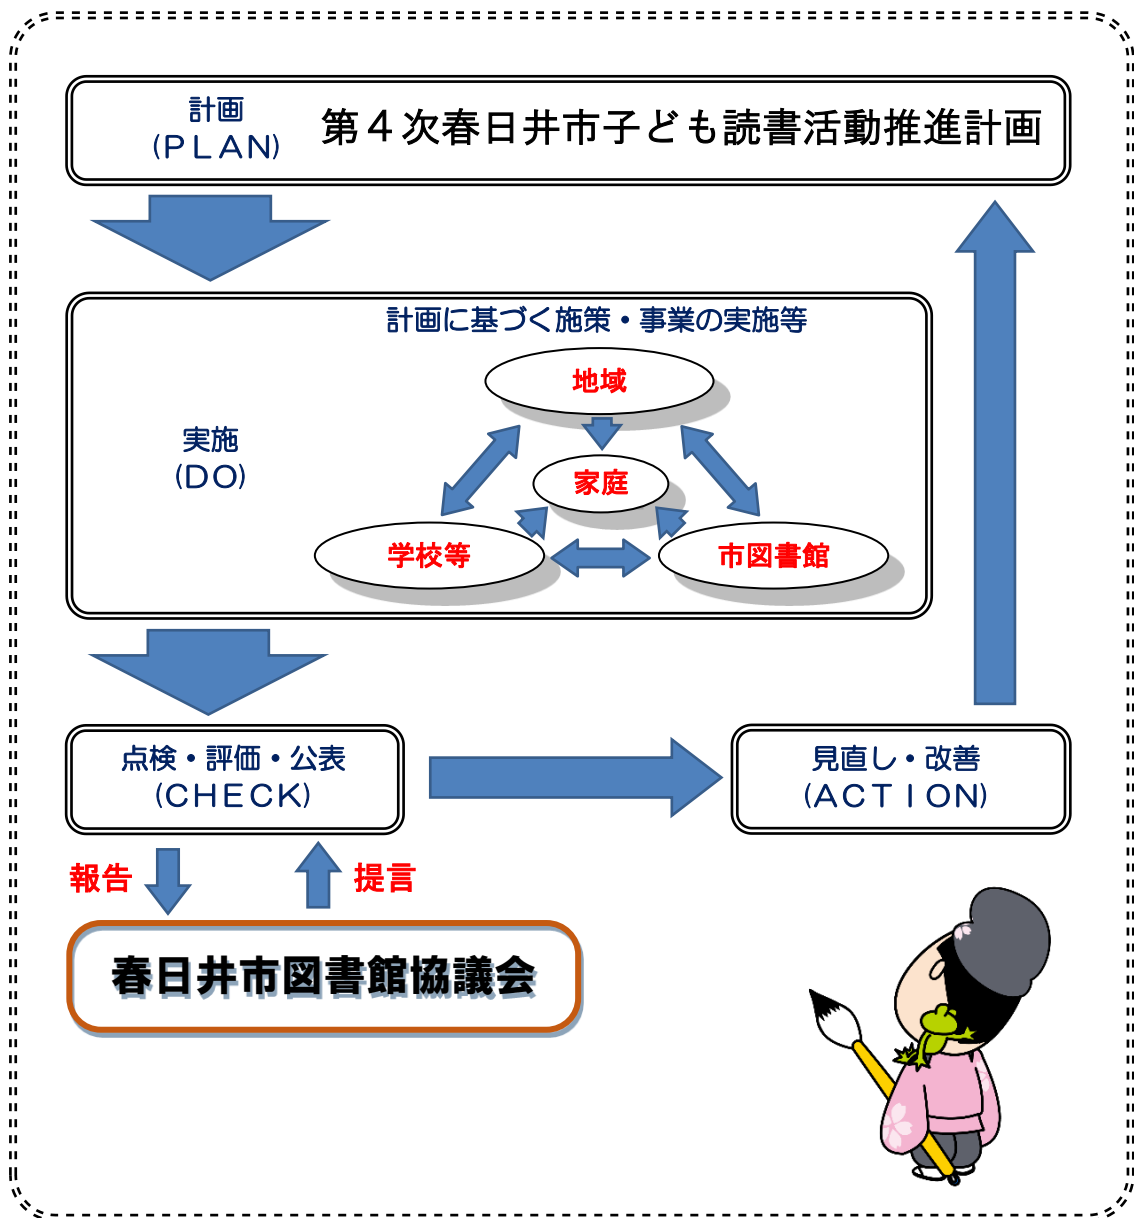 計画
(ＰＬＡＮ)
第４次春日井市子ども読書活動推進計画
計画に基づく施策・事業の実施等
地域
実施
(ＤＯ)
家庭
学校等
市図書館
点検・評価・公表
(ＣＨＥＣＫ)
見直し・改善
(ＡＣＴＩＯＮ)
報告
提言
春日井市図書館協議会